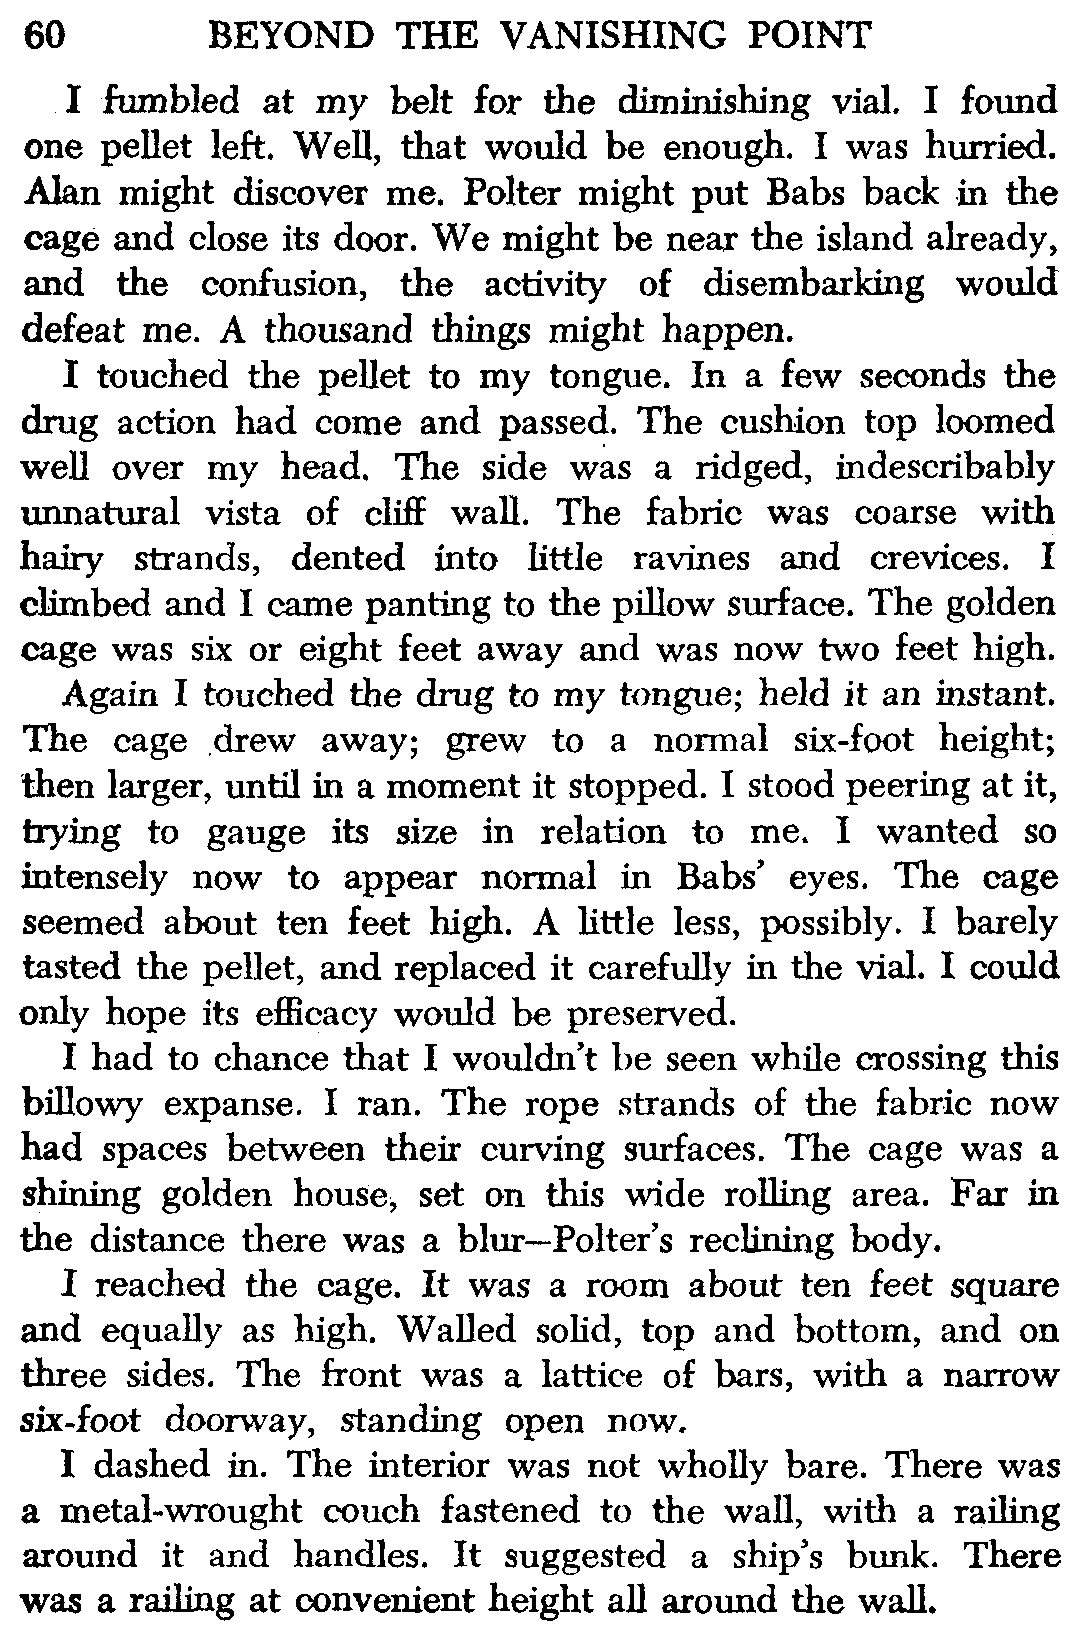 60 BEYOND THE VANISHING POINT
I fumbled at my belt for the diminishing vial. I found
one pellet left. Well, that would be enough. I was hurried.
Alan might discover me. Polter might put Babs back in the
cage and close its door. We might be near the island already,
and the confusion, the activity of disembarking would
defeat me. A thousand things might happen.
I touched the pellet to my tongue. In a few seconds the
drug action had come and passed. The cushion top loomed
well over my head. The side was a ridged, indescribably
unnatural vista of cliff wall. The fabric was coarse with
hairy strands, dented into little ravines and crevices. I
climbed and I came panting to the pillow surface. The golden
cage was six or eight feet away and was now two feet high.
Again I touched the drug to my tongue; held it an instant.
The cage drew away; grew to a normal six-foot height;
then larger, until in a moment it stopped. I stood peering at it,
trying to gauge its size in relation to me. I wanted so
intensely now to appear normal in Babs’ eyes. The cage
seemed about ten feet high. A little less, possibly. I barely
tasted the pellet, and replaced it carefully in the vial. I could
only hope its efficacy would be preserved.
I had to chance that I wouldn’t be seen while crossing this
billowy expanse. I ran. The rope strands of the fabric now
had spaces between their curving surfaces. The cage was a
shining golden house, set on this wide rolling area. Far in
the distance there was a blur—Polter’s reclining body.
I reached the cage. It was a room about ten feet square
and equally as high. Walled solid, top and bottom, and on
three sides. The front was a lattice of bars, with a narrow
six-foot doorway, standing open now.
I dashed in. The interior was not wholly bare. There was
a metal-wrought couch fastened to the wall, with a railing
around it and handles. It suggested a ship’s bunk. There
was a railing at convenient height all around the wall.